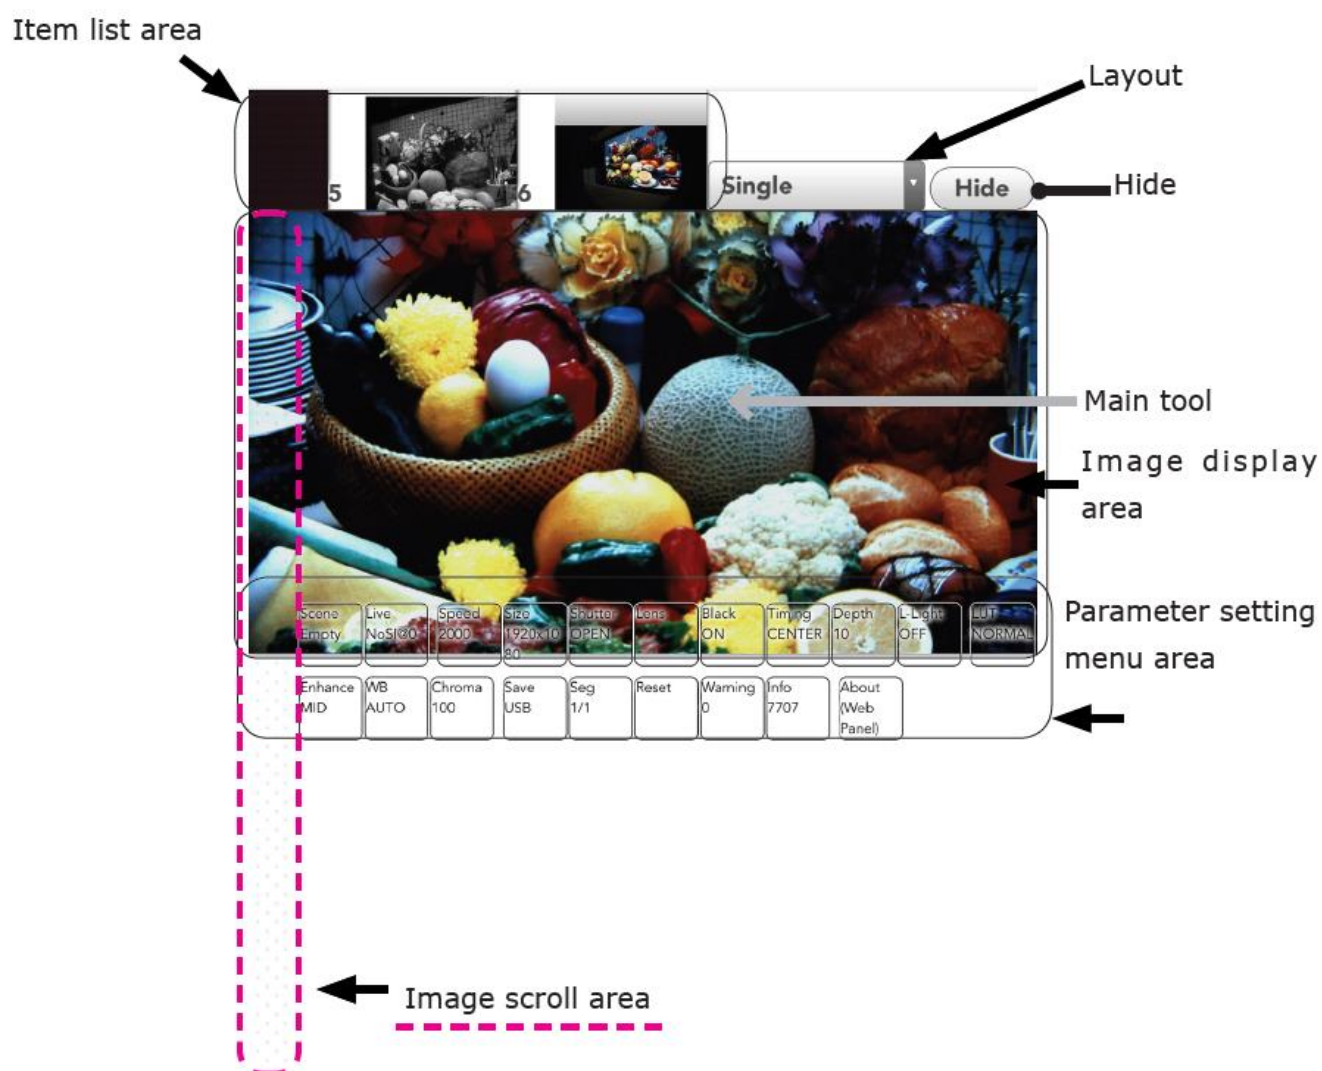 Item list area
Layout
5
6
Single
Hide
Hide
Main tool
Image display
area
Parameter setting
menu area
Scene
Empty
Live
NoSI@0
Speed
2000
Size
1920x10
80
Shutter
OPEN
Lens
Black
ON
Timing
CENTER
Depth
10
L-Light
OFF
LUT
NORMAL
Enhance
MID
WB
AUTO
Chroma
100
Save
USB
Seg
1/1
Reset
Warning
0
Info
7707
About
(Web
Panel)
Image scroll area